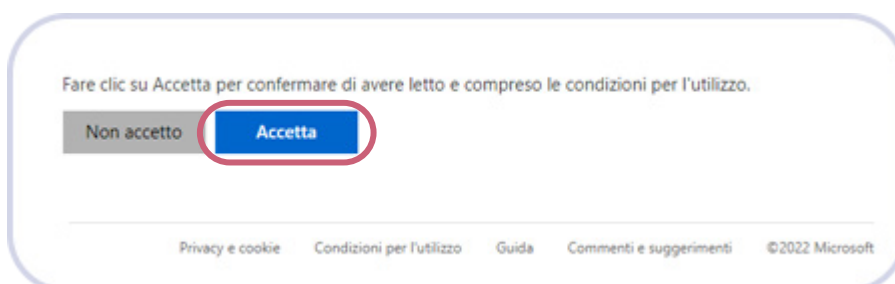 Fare clic su Accetta per confermare di avere letto e compreso le condizioni per l'utilizzo.
Non accetto Accetta
Privacy e cookie Condizioni per l'utilizzo Guida Commenti e suggerimenti ©2022 Microsoft